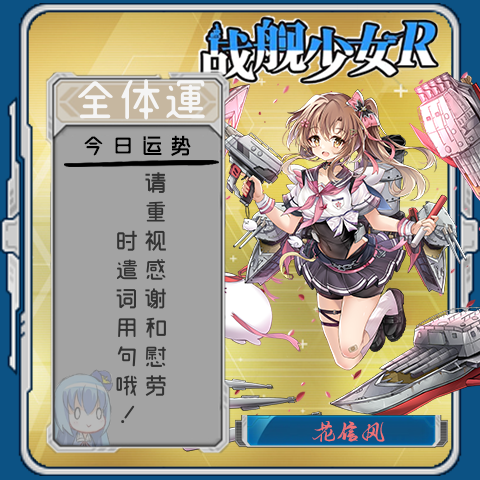 战舰少女R
全体運
今日运势
请重视感谢和慰劳
时遣词用句哦！
花信风